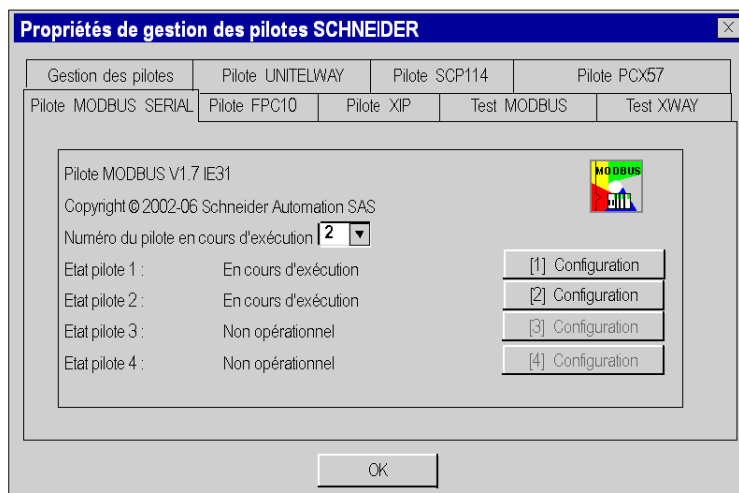 Propriétés de gestion des pilotes SCHNEIDER
Gestion des pilotes Pilote UNITELWAY Pilote SCP114 Pilote PCX57
Pilote MODBUS SERIAL Pilote FPC10 Pilote XIP Test MODBUS Test XWAY
Pilote MODBUS V1.7 IE31
MODBUS
Copyright © 2002-06 Schneider Automation SAS
Numéro du pilote en cours d'exécution 2
Etat pilote 1 : En cours d'exécution [1] Configuration
Etat pilote 2 : En cours d'exécution [2] Configuration
Etat pilote 3 : Non opérationnel [3] Configuration
Etat pilote 4 : Non opérationnel [4] Configuration
OK